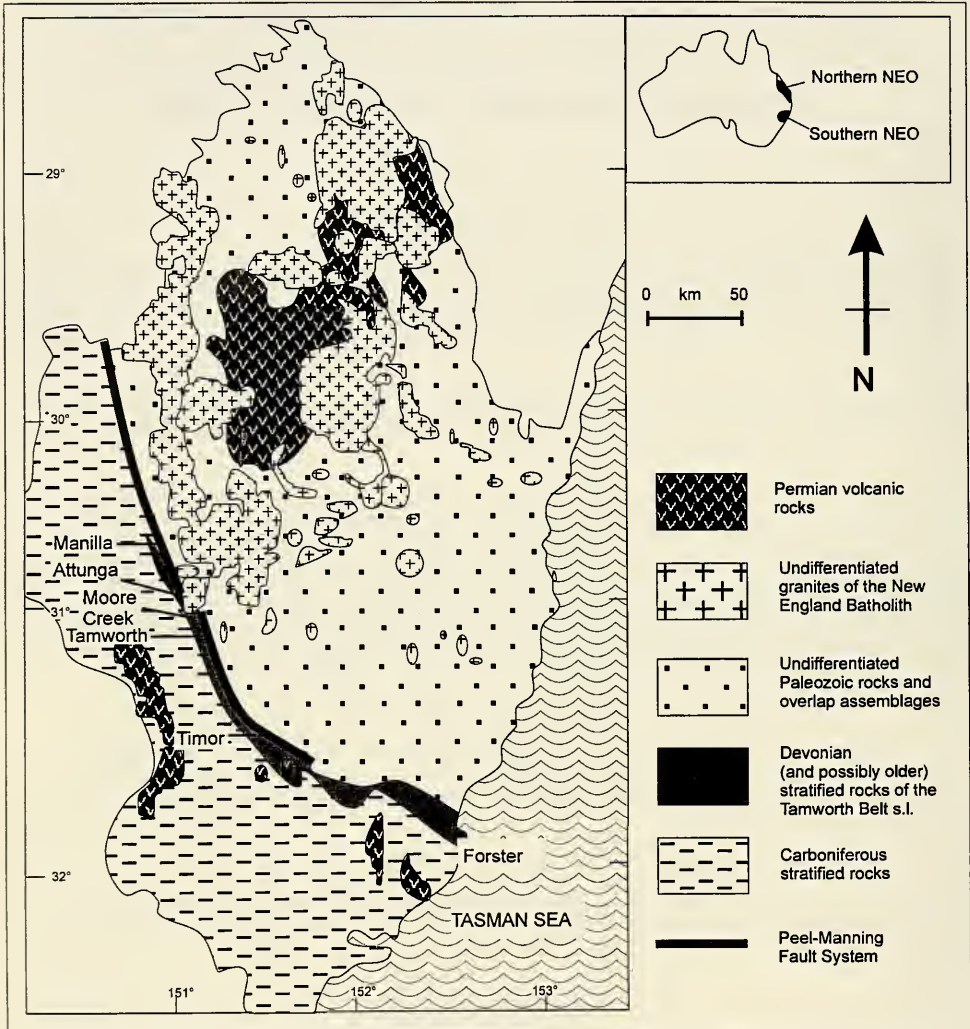 Northern NEO
Southern NEO
29°
0 km 50
N
30°
Manilla
Attunga
Moore
Creek
31°
Tamworth
Timor
Forster
32°
TASMAN SEA
151°
152°
153°
Permian volcanic
rocks
Undifferentiated
granites of the New
England Batholith
Undifferentiated
Paleozoic rocks and
overlap assemblages
Devonian
(and possibly older)
stratified rocks of the
Tamworth Belt s.l.
Carboniferous
stratified rocks
Peel-Manning
Fault System